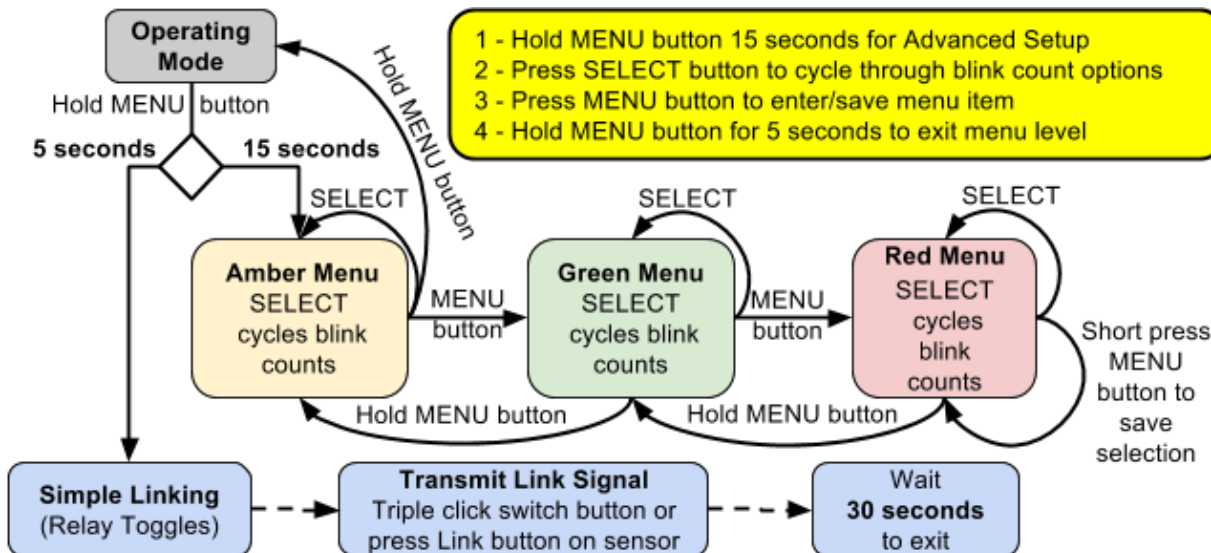 Operating
Mode
1 - Hold MENU button 15 seconds for Advanced Setup
2 - Press SELECT button to cycle through blink count options
3 - Press MENU button to enter/save menu item
4 - Hold MENU button for 5 seconds to exit menu level
Hold MENU button
Hold MENU button
5 seconds
15 seconds
SELECT
SELECT
SELECT
Amber Menu
SELECT
cycles blink
counts
MENU
button
Green Menu
SELECT
cycles blink
counts
MENU
button
Red Menu
SELECT
cycles
blink
counts
Short press
MENU
button to
save
selection
Hold MENU button
Hold MENU button
Simple Linking
(Relay Toggles)
Transmit Link Signal
Triple click switch button or
press Link button on sensor
Wait
30 seconds
to exit